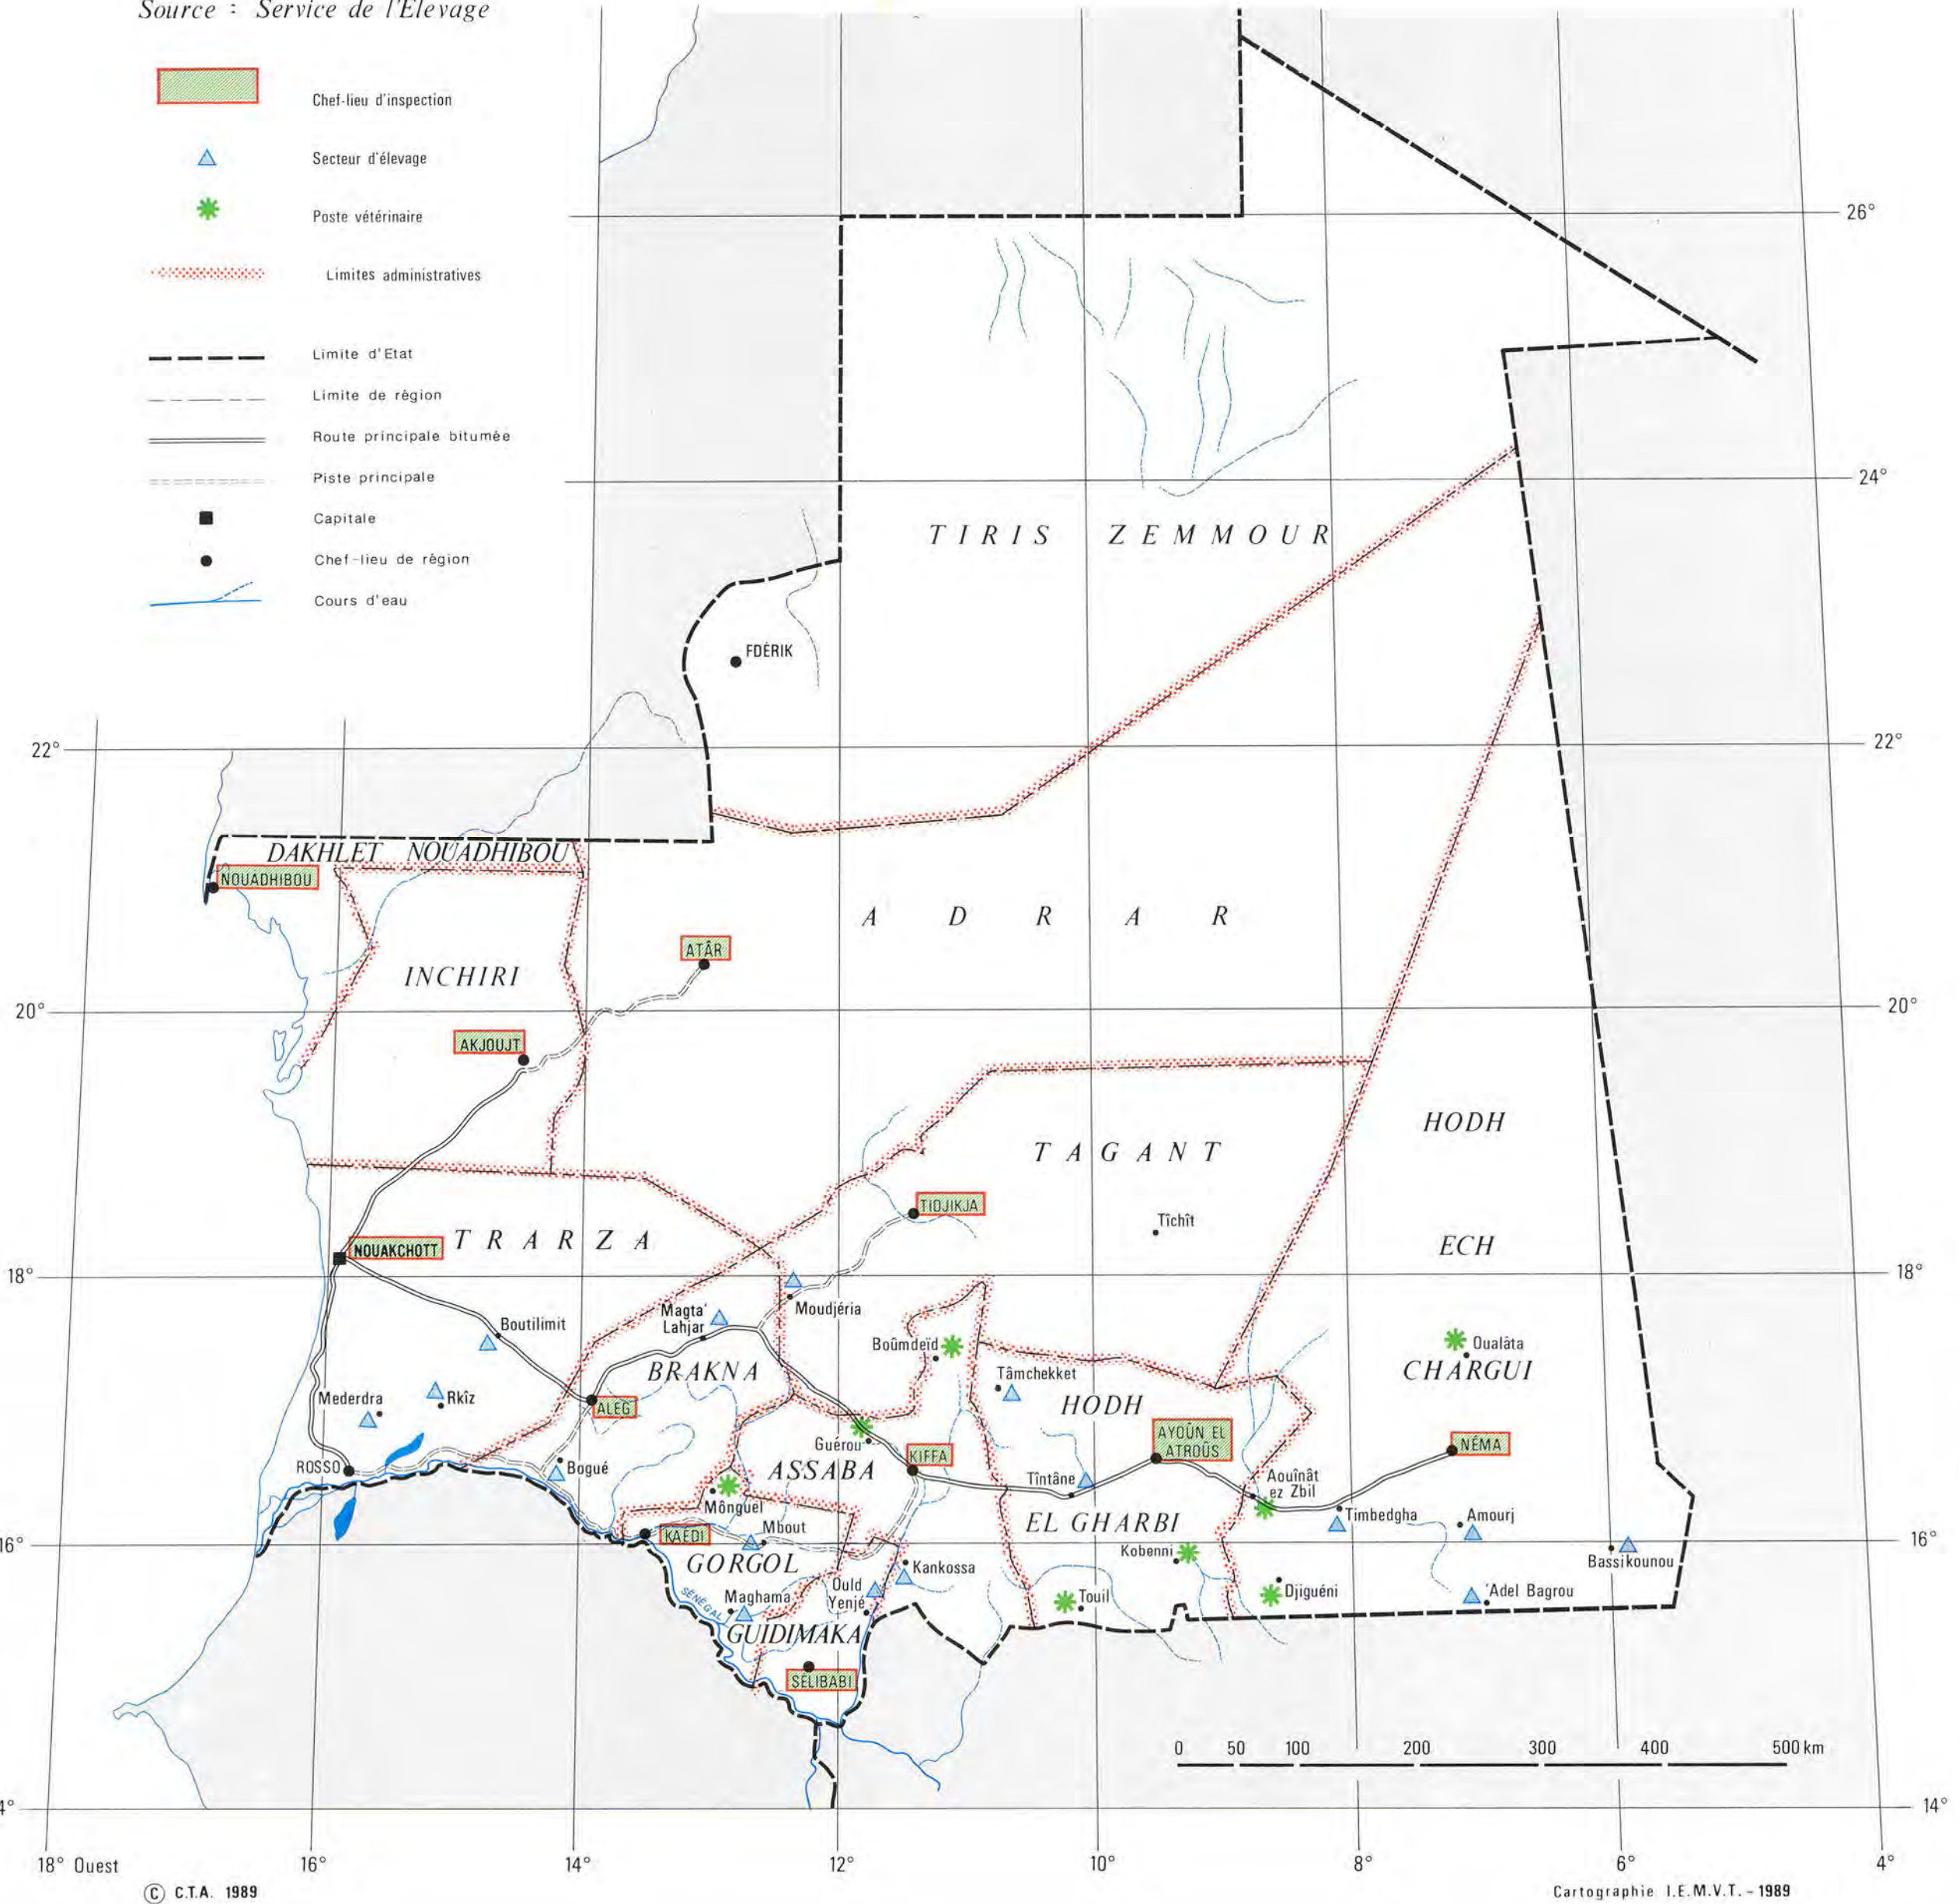 Source : Service de l'Elevage
Chef-lieu d'inspection
Secteur d'élevage
Poste vétérinaire
Limites administratives
Limite d'Etat
Limite de région
Route principale bitumée
Piste principale
Capitale
Chef-lieu de région
Cours d'eau
26°
24°
TIRIS ZEMMOUR
FDÉRIK
22°
22°
DAKHLET NOUADHIBOU
NOUADHIBOU
ADRAR
ATÂR
INCHIRI
20°
20°
AKJOUJT
HODH
TAGANT
TIDJIKJA
Tîchît
NOUAKCHOTT
TRARZA
ECH
18°
18°
Moudjéria
Magta'
Lahjar
Boutilimit
Boûmdeïd
Oualâta
BRAKNA
CHARGUI
Tâmchekket
Mederdra
Rkîz
HODH
ALEG
AYOÛN EL
ATROÛS
NÉMA
Guérou
KIFFA
ROSSO
Bogué
ASSABA
Tîntâne
Aouînât
ez Zbil
Mônguel
Timbedgha
Amourj
EL GHARBI
KAEDI
Mbout
16°
16°
Kobenni
Bassikounou
GORGOL
Kankossa
Ould
Yenjé
Djiguéni
'Adel Bagrou
Maghama
Touil
SÉNÉGAL
GUIDIMAKA
SÉLIBABI
0 50 100 200 300 400 500 km
4°
14°
18° Ouest
16°
14°
12°
10°
8°
6°
4°
© C.T.A. 1989
Cartographie I.E.M.V.T. - 1989